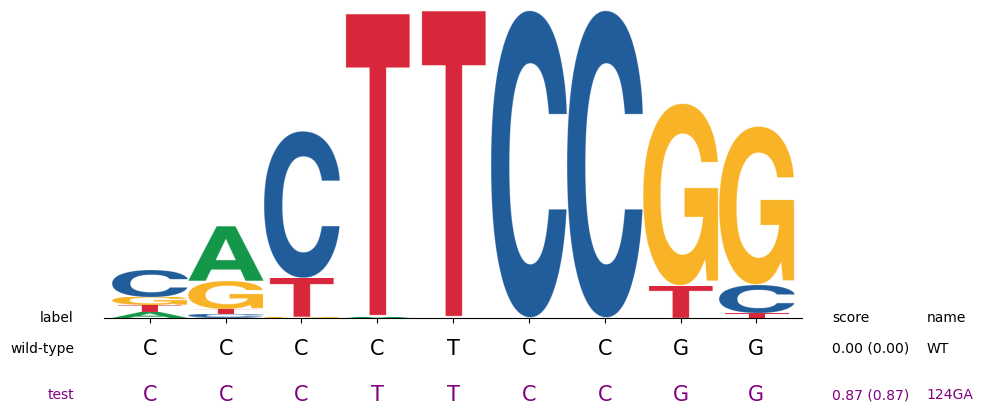 label score name
wild-type C C C C T C C G G 0.00 (0.00) WT
test C C C T T C C G G 0.87 (0.87) 124GA